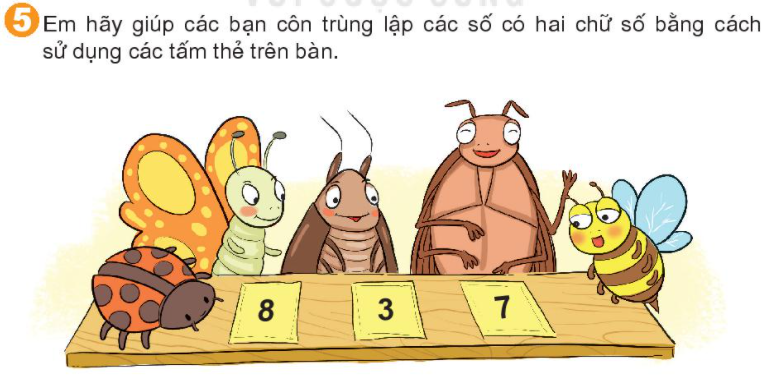 5 Em hãy giúp các bạn côn trùng lập các số có hai chữ số bằng cách
sử dụng các tấm thẻ trên bàn.
8 3 7